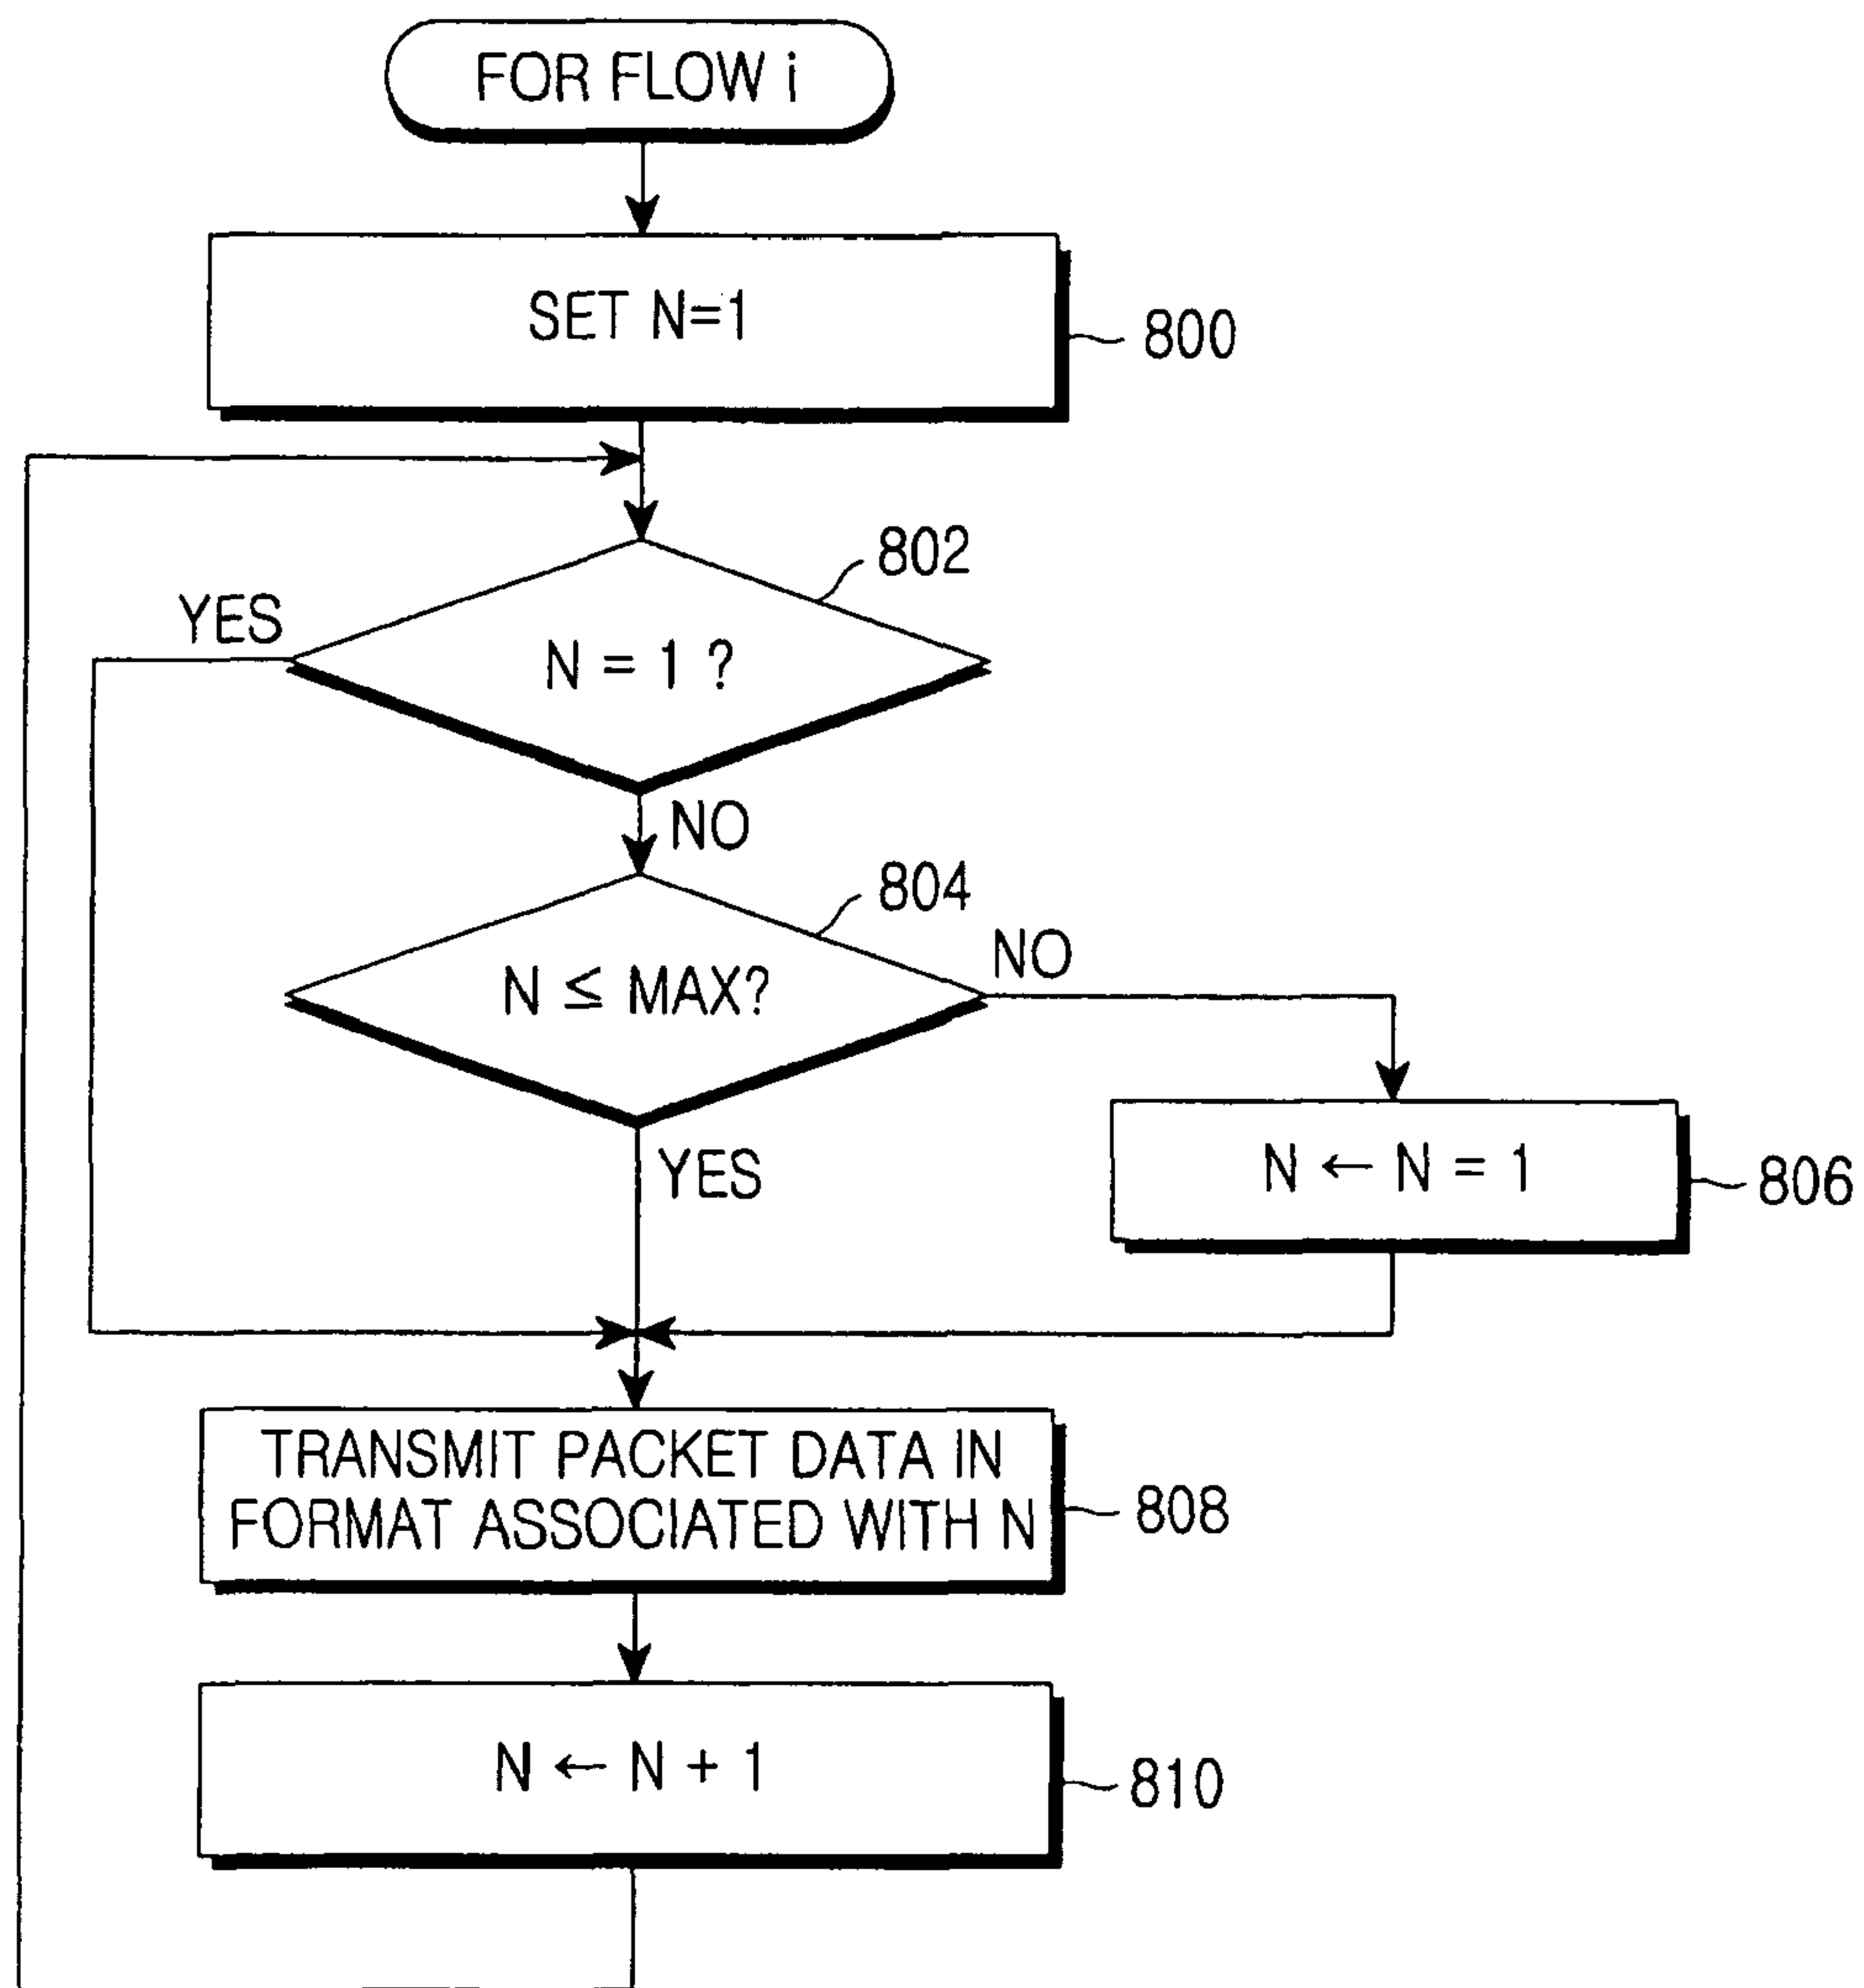 FOR FLOW i
SET N=1
800
802
YES
N = 1 ?
NO
804
N ≤ MAX?
NO
YES
N ← N = 1
806
TRANSMIT PACKET DATA IN
FORMAT ASSOCIATED WITH N
808
N ← N + 1
810